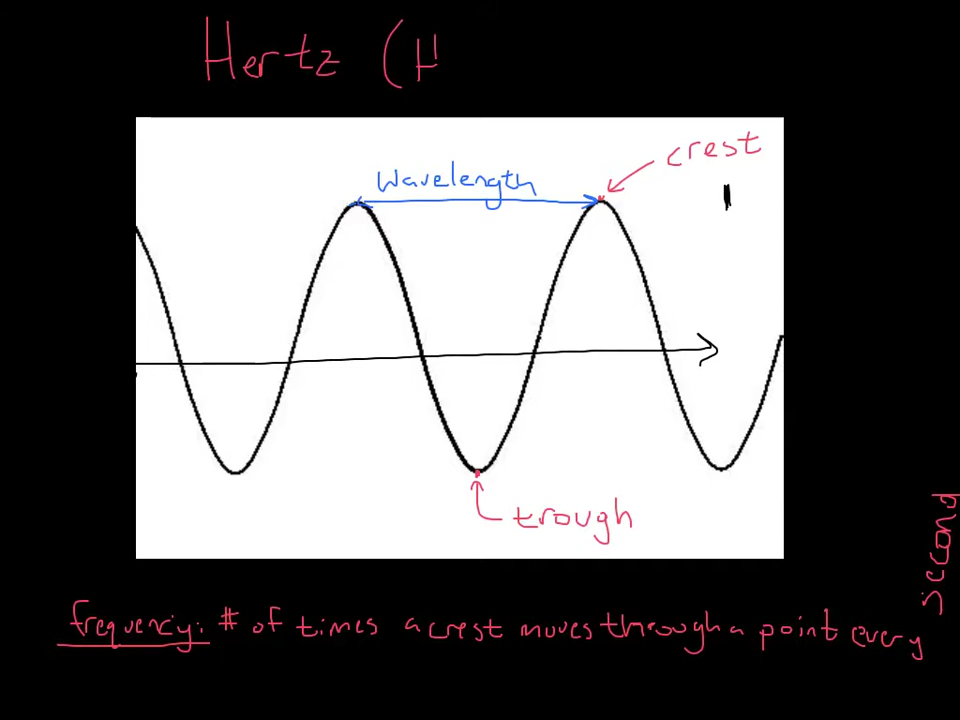 Hertz (H
crest
Wavelength
trough
frequency: # of times a crest moves through a point every
second